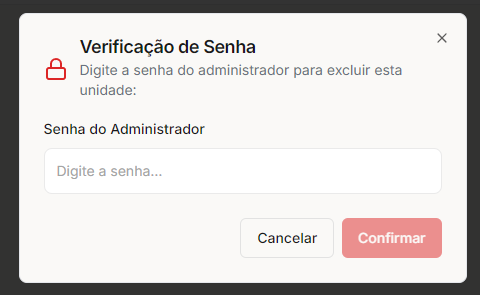 Verificação de Senha
Digite a senha do administrador para excluir esta
unidade:
Senha do Administrador
Digite a senha...
Cancelar
Confirmar